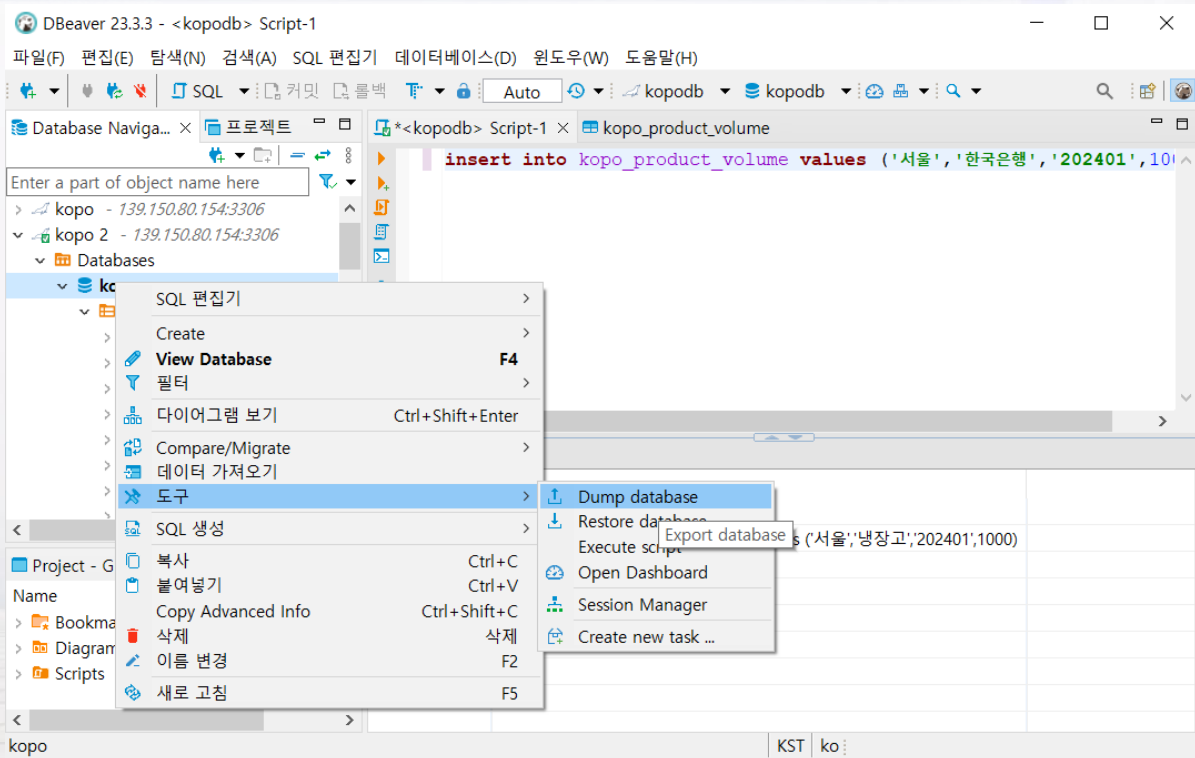 DBeaver 23.3.3 - <kopodb> Script-1
파일(F) 편집(E) 탐색(N) 검색(A) SQL 편집기 데이터베이스(D) 윈도우(W) 도움말(H)
SQL 커밋 롤백 Auto kopodb kopodb
Database Naviga... 프로젝트
*<kopodb> Script-1 kopo_product_volume
Enter a part of object name here
kopo - 139.150.80.154:3306
kopo 2 - 139.150.80.154:3306
Databases
insert into kopo_product_volume values ('서울','한국은행','202401',10
SQL 편집기
Create
View Database F4
필터
다이어그램 보기 Ctrl+Shift+Enter
Compare/Migrate
데이터 가져오기
도구
SQL 생성
복사 Ctrl+C
붙여넣기 Ctrl+V
Copy Advanced Info Ctrl+Shift+C
삭제 삭제
이름 변경 F2
새로 고침 F5
Dump database
Restore database
Execute script
Open Dashboard
Session Manager
Create new task ...
Export database
s ('서울','냉장고','202401',1000)
Project - G
Name
Bookma
Diagram
Scripts
kopo
KST ko